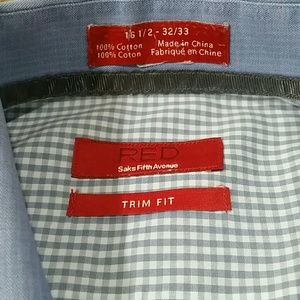 16 1/2 - 32/33
100% Cotton Made in China
100% Coton Fabriqué en Chine
RED
Saks Fifth Avenue
TRIM FIT